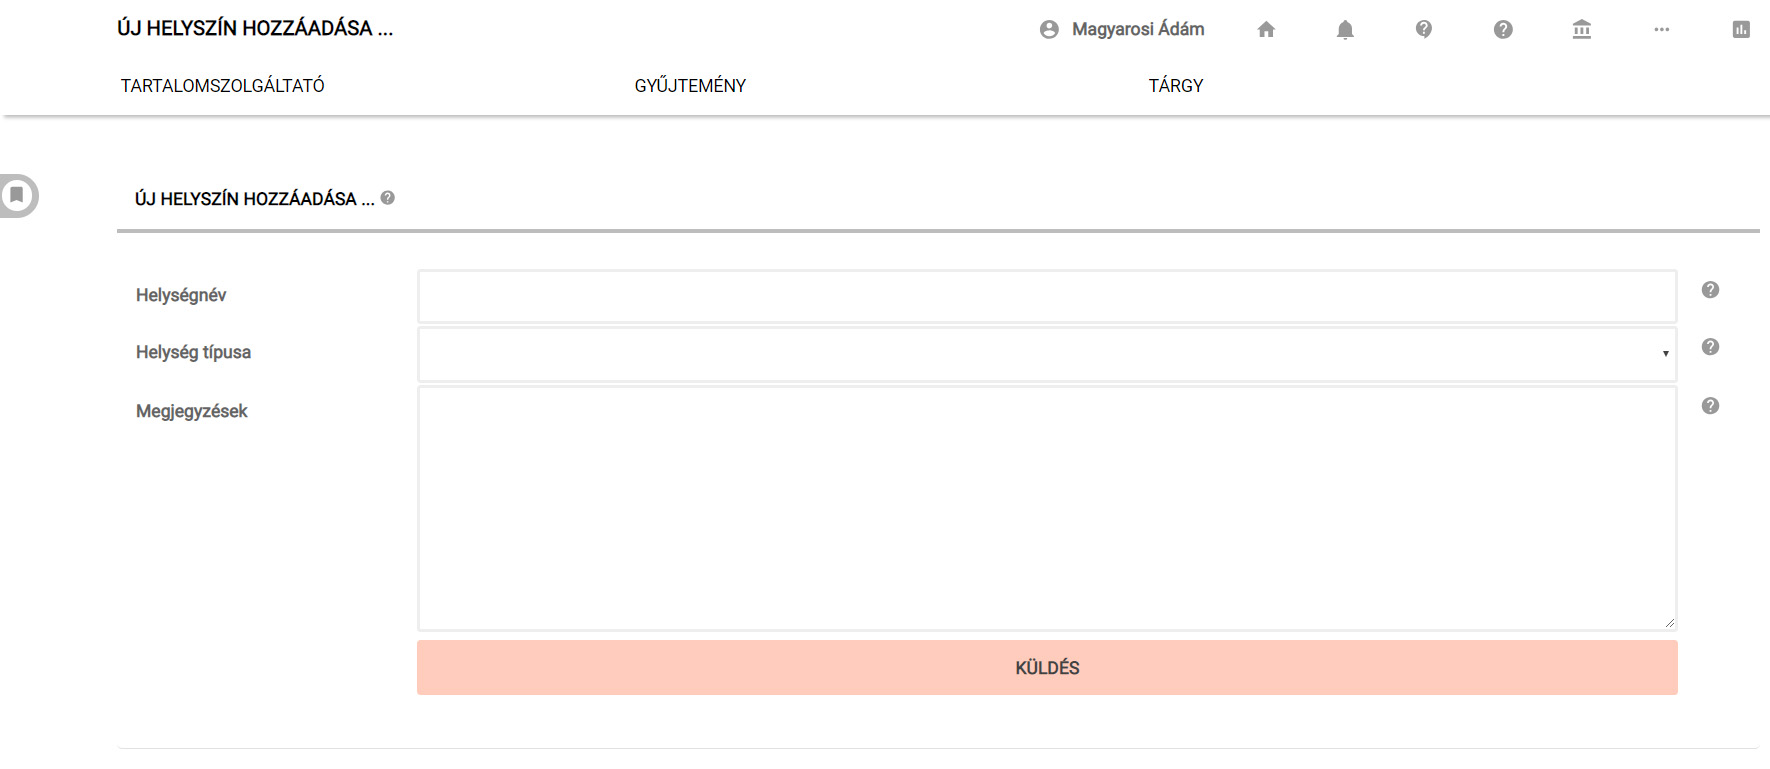 ÚJ HELYSZÍN HOZZÁADÁSA ...
Magyarosi Ádám
TARTALOMSZOLGÁLTATÓ
GYŰJTEMÉNY
TÁRGY
ÚJ HELYSZÍN HOZZÁADÁSA ...
Helységnév
Helység típusa
Megjegyzések
KÜLDÉS